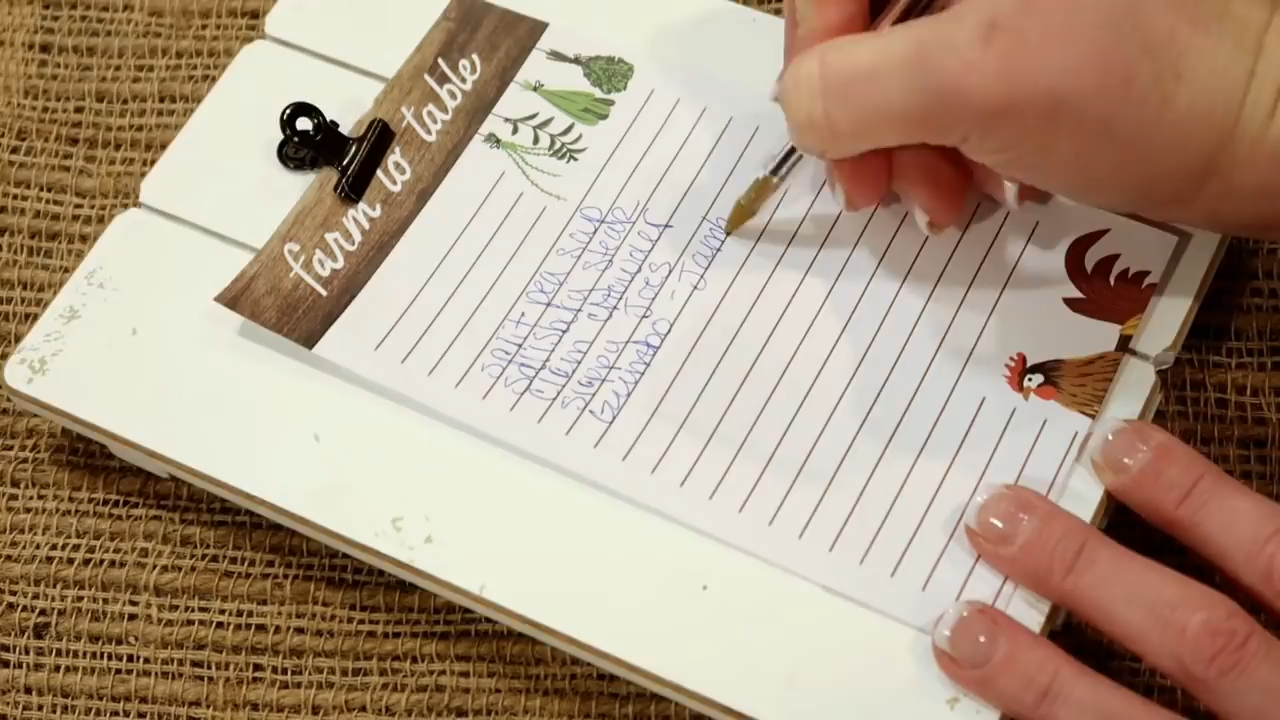 farm to table
split pea soup
salisbury steak
clam chowder
sloppy Joes
Gumbo - Jamb